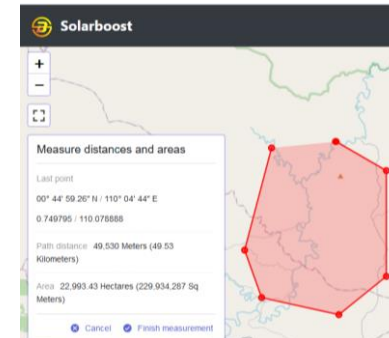 Solarboost
+
−
Measure distances and areas
Last point
00° 44' 59.26" N / 110° 04' 44" E
0.749795 / 110.078888
Path distance 49,530 Meters (49.53
Kilometers)
Area 22,993.43 Hectares (229,934,287 Sq
Meters)
Cancel Finish measurement